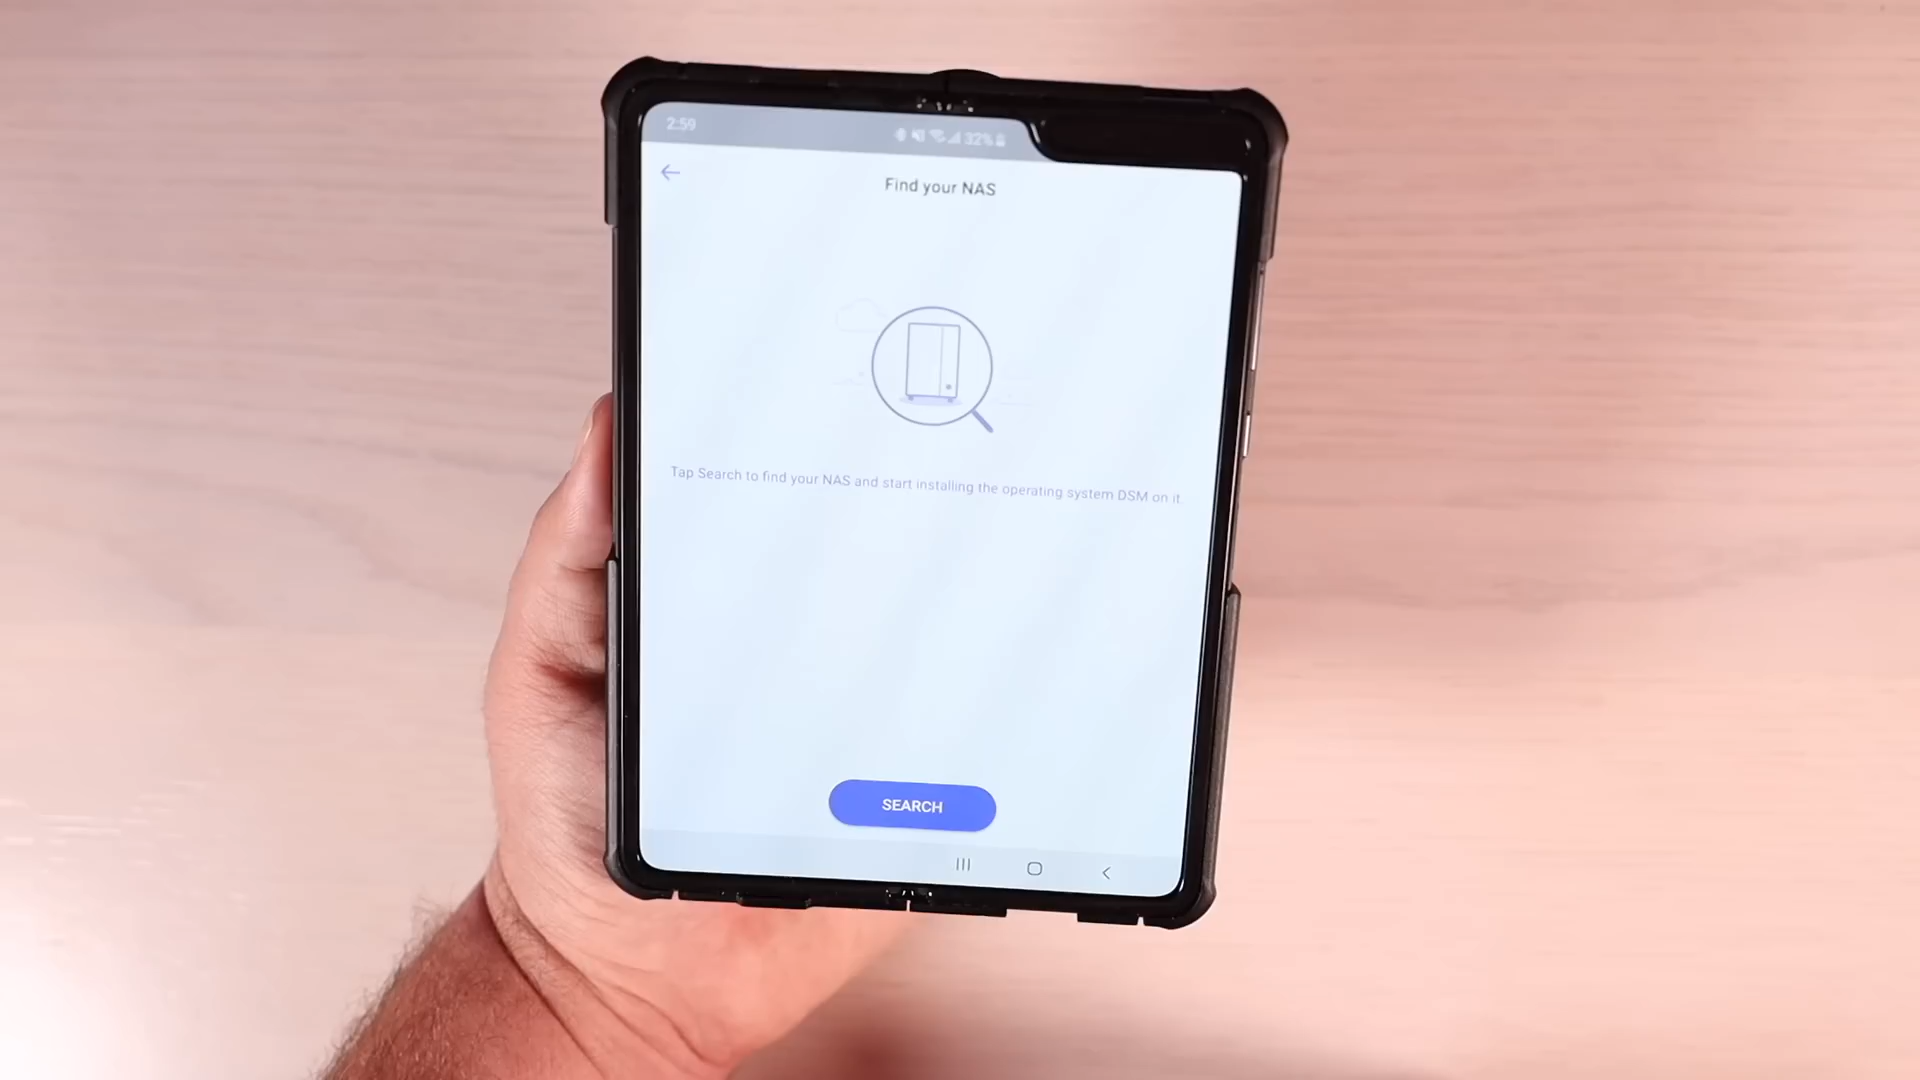 2:59
32%
Find your NAS
Tap Search to find your NAS and start installing the operating system DSM on it
SEARCH